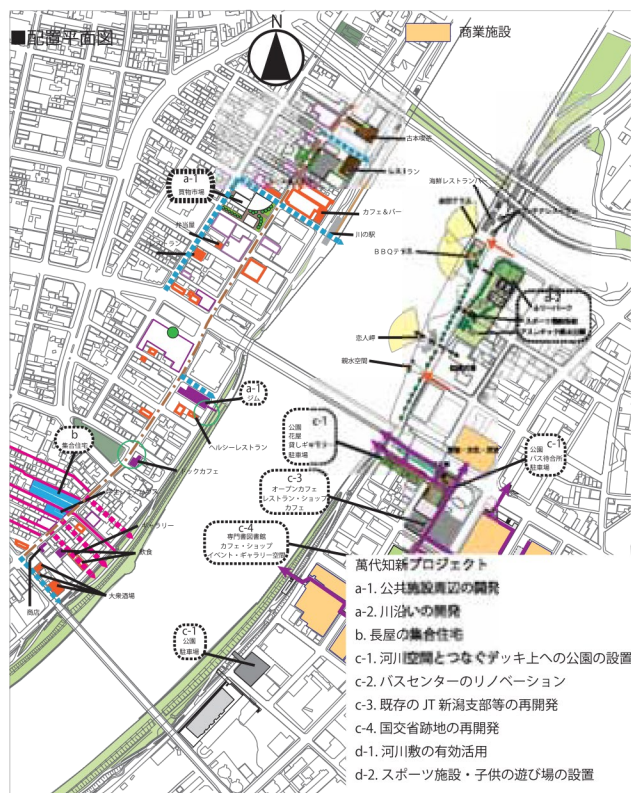 ■配置平面図
N
商業施設
古本喫茶
海鮮レストランバー
a-1
貨物市場
カフェ&バー
川の駅
弁当屋
BBQテラス
d-2
恋人岬
親水空間
a-1
ジム
ヘルシーレストラン
b
集合住宅
ドックカフェ
ギャラリー
飲食
大衆酒場
商店
c-1
公園
花屋
貸しギャラリー
駐車場
c-1
公園
バス待合所
駐車場
c-3
オープンカフェ
レストラン・ショップ
カフェ
c-4
専門書図書館
カフェ・ショップ
イベント・ギャラリー空間
c-1
公園
駐車場
萬代知新プロジェクト
a-1. 公共施設周辺の開発
a-2. 川沿いの開発
b. 長屋の集合住宅
c-1. 河川空間とつなぐデッキ上への公園の設置
c-2. バスセンターのリノベーション
c-3. 既存の JT 新潟支部等の再開発
c-4. 国交省跡地の再開発
d-1. 河川敷の有効活用
d-2. スポーツ施設・子供の遊び場の設置